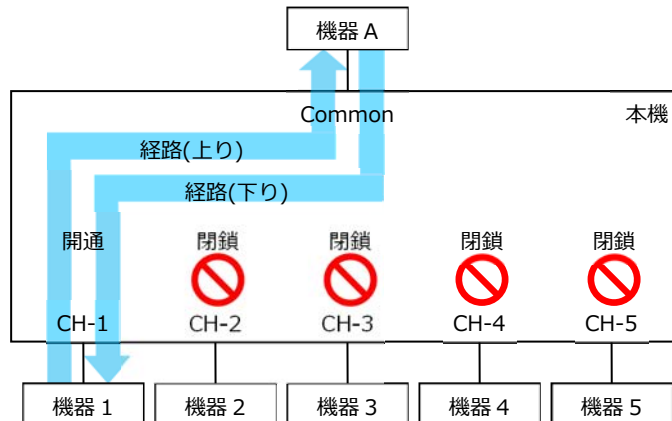 機器 A
Common
本機
経路(上り)
経路(下り)
開通
閉鎖
閉鎖
閉鎖
閉鎖
CH-1
CH-2
CH-3
CH-4
CH-5
機器 1
機器 2
機器 3
機器 4
機器 5